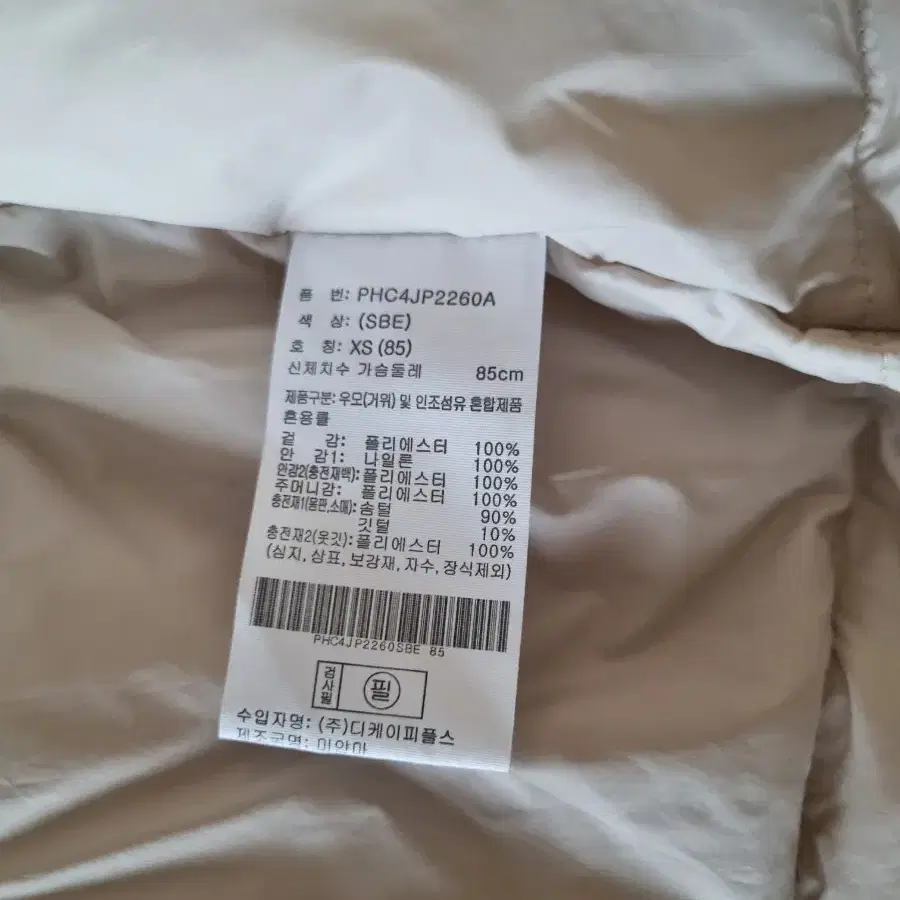 품 번: PHC4JP2260A
색 상: (SBE)
호 칭: XS (85)
신체치수 가슴둘레 85cm
제품구분: 우모(거위) 및 인조섬유 혼합제품
혼용률
겉 감: 폴리에스터 100%
안 감1: 나일론 100%
안감2(충전재백): 폴리에스터 100%
주머니감: 폴리에스터 100%
충전재1(몸판,소매): 솜털 90%
깃털 10%
충전재2(옷깃): 폴리에스터 100%
(심지, 상표, 보강재, 자수, 장식제외)
PHC4JP2260SBE 85
검사필 필
수입자명: (주)디케이피플스
제조국명: 미얀마